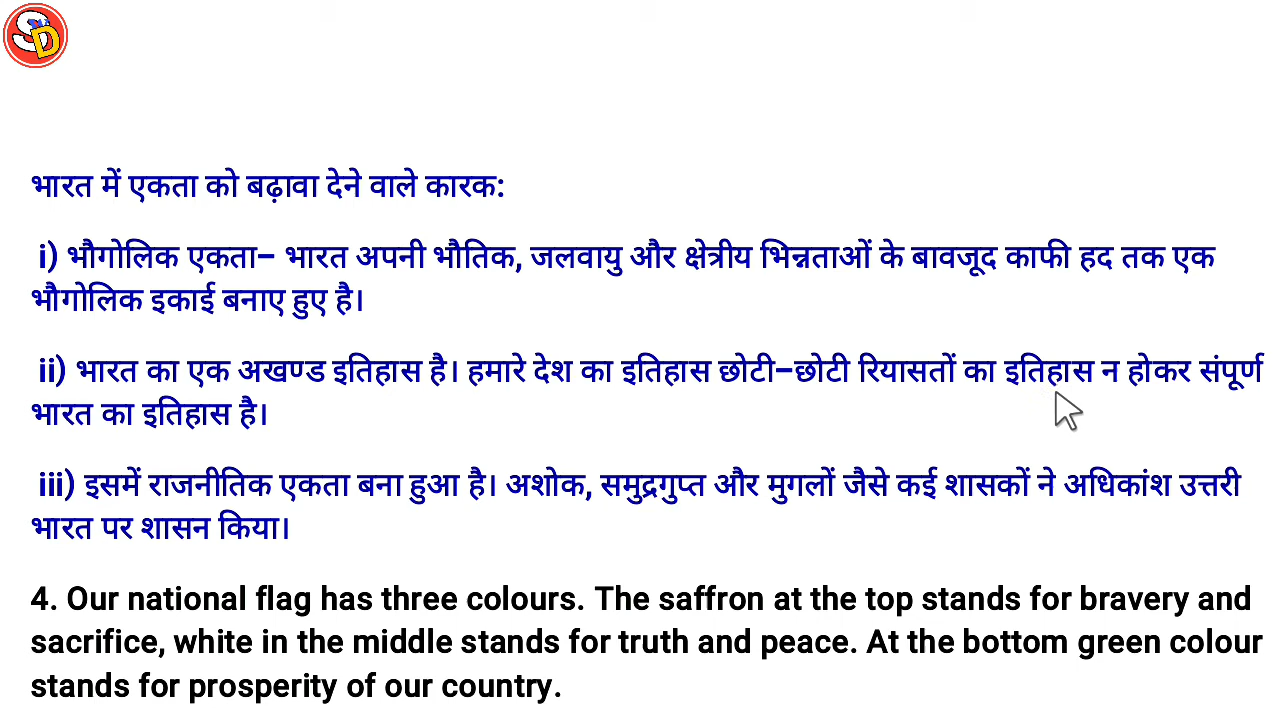 SD
भारत में एकता को बढ़ावा देने वाले कारक:
i) भौगोलिक एकता– भारत अपनी भौतिक, जलवायु और क्षेत्रीय भिन्नताओं के बावजूद काफी हद तक एक
भौगोलिक इकाई बनाए हुए है।
ii) भारत का एक अखण्ड इतिहास है। हमारे देश का इतिहास छोटी–छोटी रियासतों का इतिहास न होकर संपूर्ण
भारत का इतिहास है।
iii) इसमें राजनीतिक एकता बना हुआ है। अशोक, समुद्रगुप्त और मुगलों जैसे कई शासकों ने अधिकांश उत्तरी
भारत पर शासन किया।
4. Our national flag has three colours. The saffron at the top stands for bravery and
sacrifice, white in the middle stands for truth and peace. At the bottom green colour
stands for prosperity of our country.